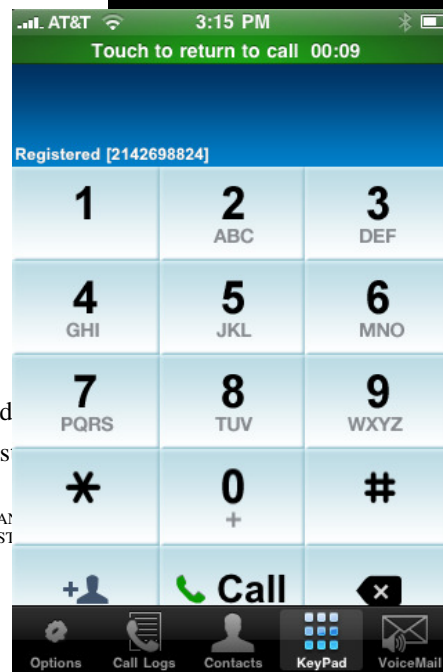 AT&T 3:15 PM
Touch to return to call 00:09
Registered [2142698824]
1 2 3
ABC DEF
4 5 6
GHI JKL MNO
7 8 9
PQRS TUV WXYZ
* 0 #
+
+ Call
Options Call Logs Contacts KeyPad VoiceMail